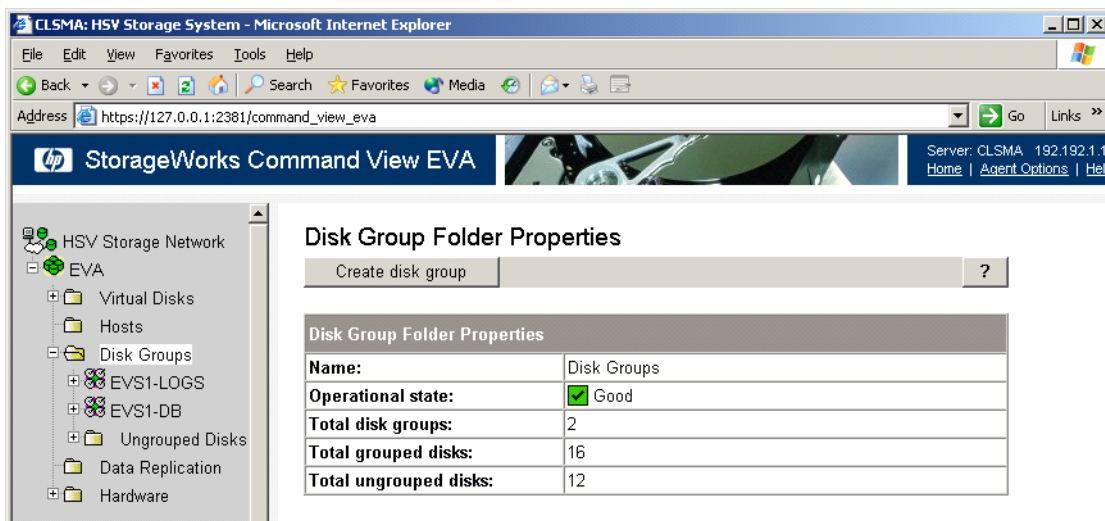 CLSMA: HSV Storage System - Microsoft Internet Explorer
File Edit View Favorites Tools Help
Back Search Favorites Media
Address https://127.0.0.1:2381/command_view_eva Go Links »
hp StorageWorks Command View EVA
Server: CLSMA 192.192.1.1
Home | Agent Options | Hel
HSV Storage Network
EVA
Virtual Disks
Hosts
Disk Groups
EVS1-LOGS
EVS1-DB
Ungrouped Disks
Data Replication
Hardware
Disk Group Folder Properties
Create disk group ?
Disk Group Folder Properties
Name: Disk Groups
Operational state: Good
Total disk groups: 2
Total grouped disks: 16
Total ungrouped disks: 12